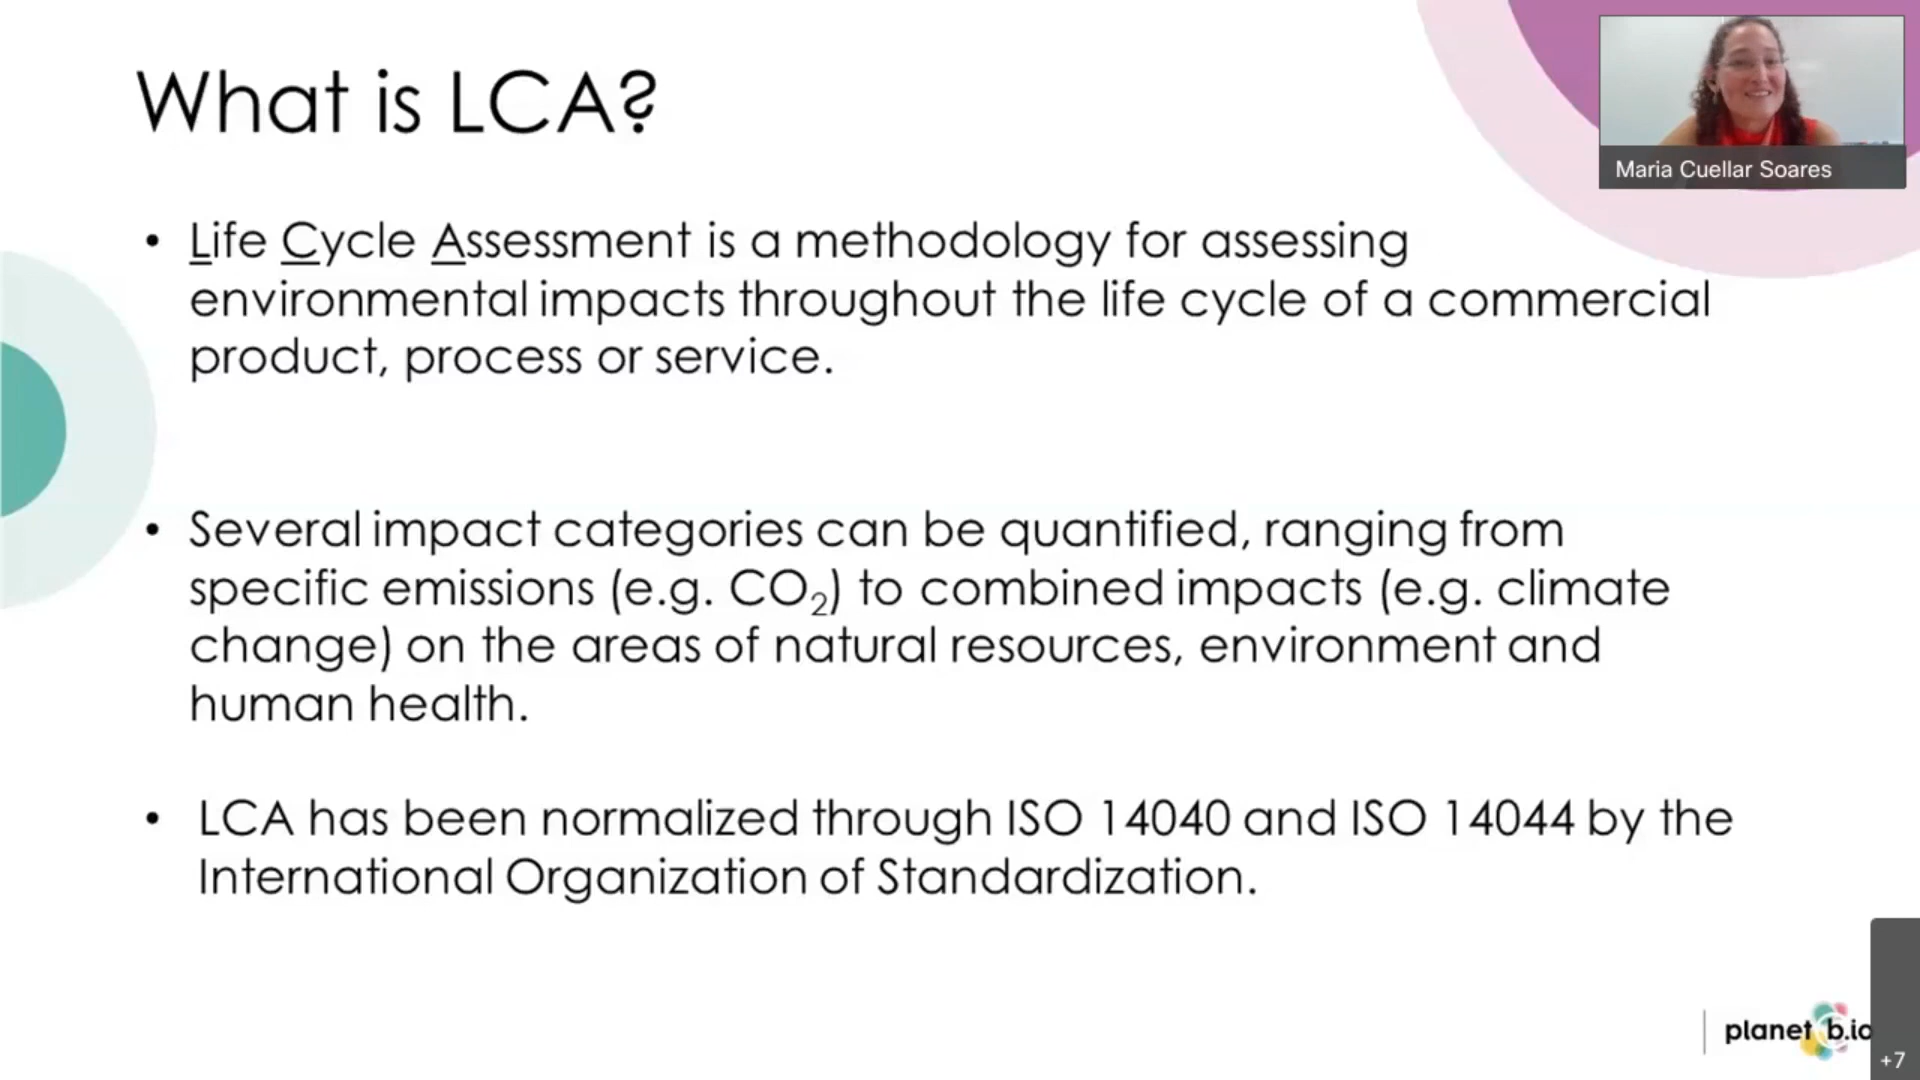 What is LCA?
Maria Cuellar Soares
• Life Cycle Assessment is a methodology for assessing
environmental impacts throughout the life cycle of a commercial
product, process or service.
• Several impact categories can be quantified, ranging from
specific emissions (e.g. CO₂) to combined impacts (e.g. climate
change) on the areas of natural resources, environment and
human health.
• LCA has been normalized through ISO 14040 and ISO 14044 by the
International Organization of Standardization.
planet b.io
+7